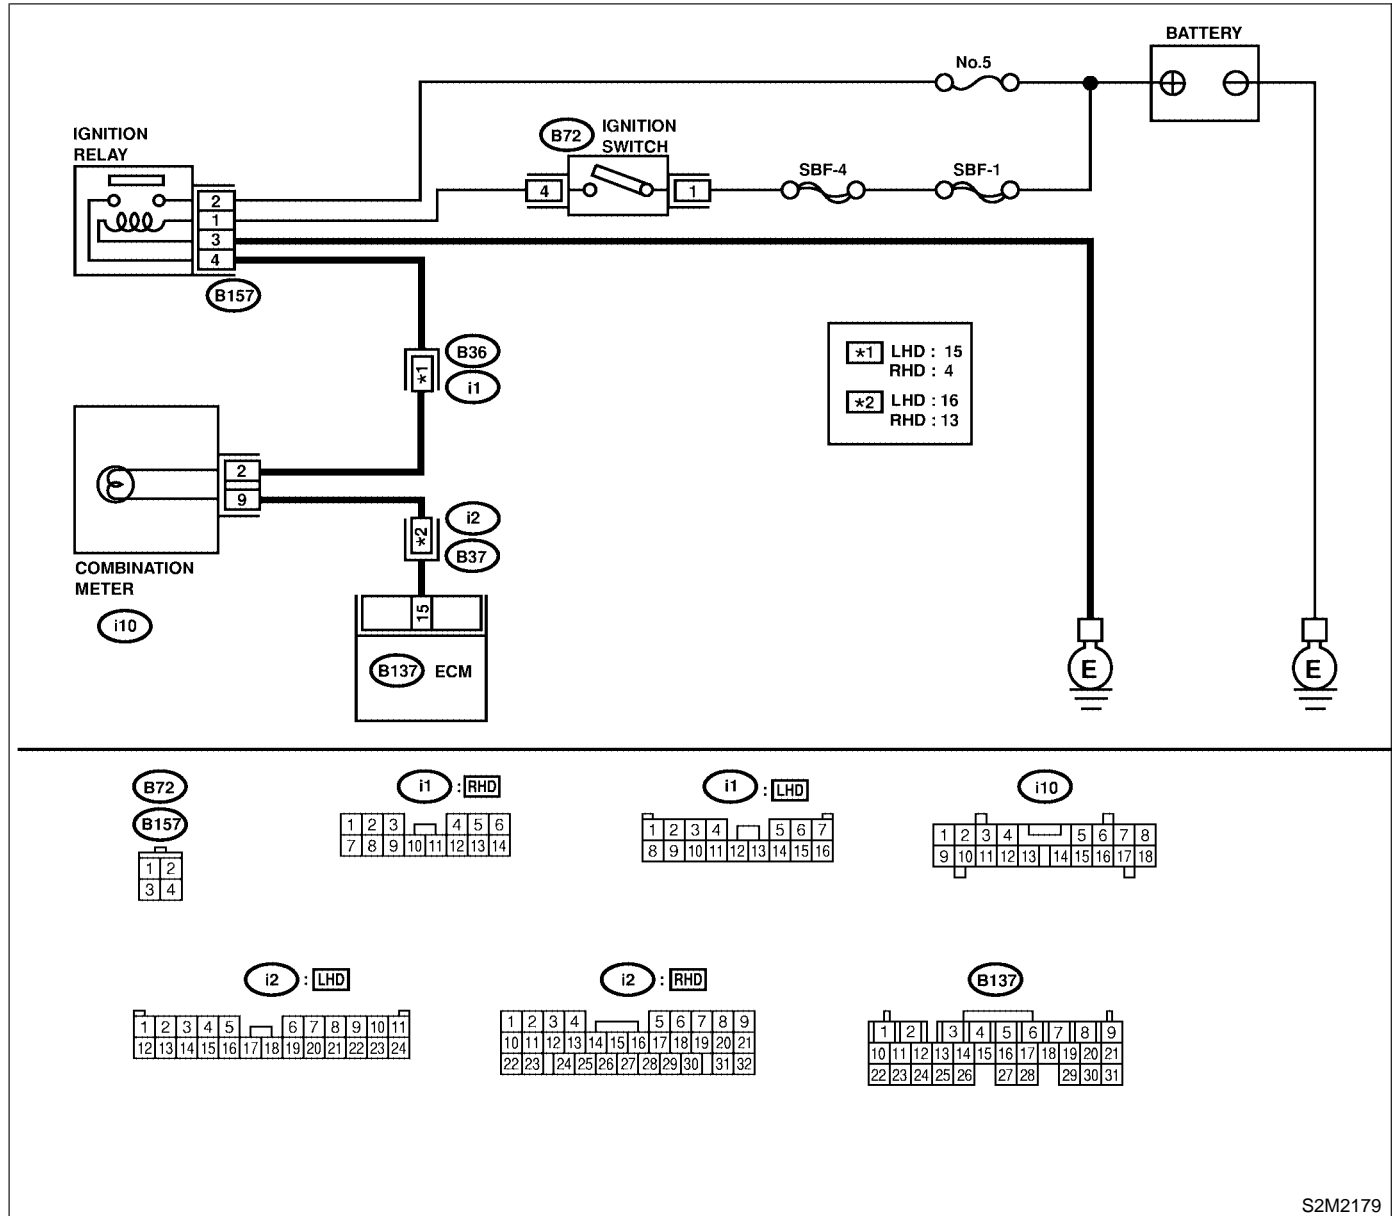 BATTERY
No.5
IGNITION
RELAY
B72
IGNITION
SWITCH
4
1
SBF-4
SBF-1
2
1
3
4
B157
*1
B36
i1
*1 LHD : 15
RHD : 4
*2 LHD : 16
RHD : 13
2
9
*2
i2
B37
COMBINATION
METER
i10
15
B137 ECM
E
E
B72
B157
1 2
3 4
i1 : RHD
1 2 3 4 5 6
7 8 9 10 11 12 13 14
i1 : LHD
1 2 3 4 5 6 7
8 9 10 11 12 13 14 15 16
i10
1 2 3 4 5 6 7 8
9 10 11 12 13 14 15 16 17 18
i2 : LHD
1 2 3 4 5 6 7 8 9 10 11
12 13 14 15 16 17 18 19 20 21 22 23 24
i2 : RHD
1 2 3 4 5 6 7 8 9
10 11 12 13 14 15 16 17 18 19 20 21
22 23 24 25 26 27 28 29 30 31 32
B137
1 2 3 4 5 6 7 8 9
10 11 12 13 14 15 16 17 18 19 20 21
22 23 24 25 26 27 28 29 30 31
S2M2179